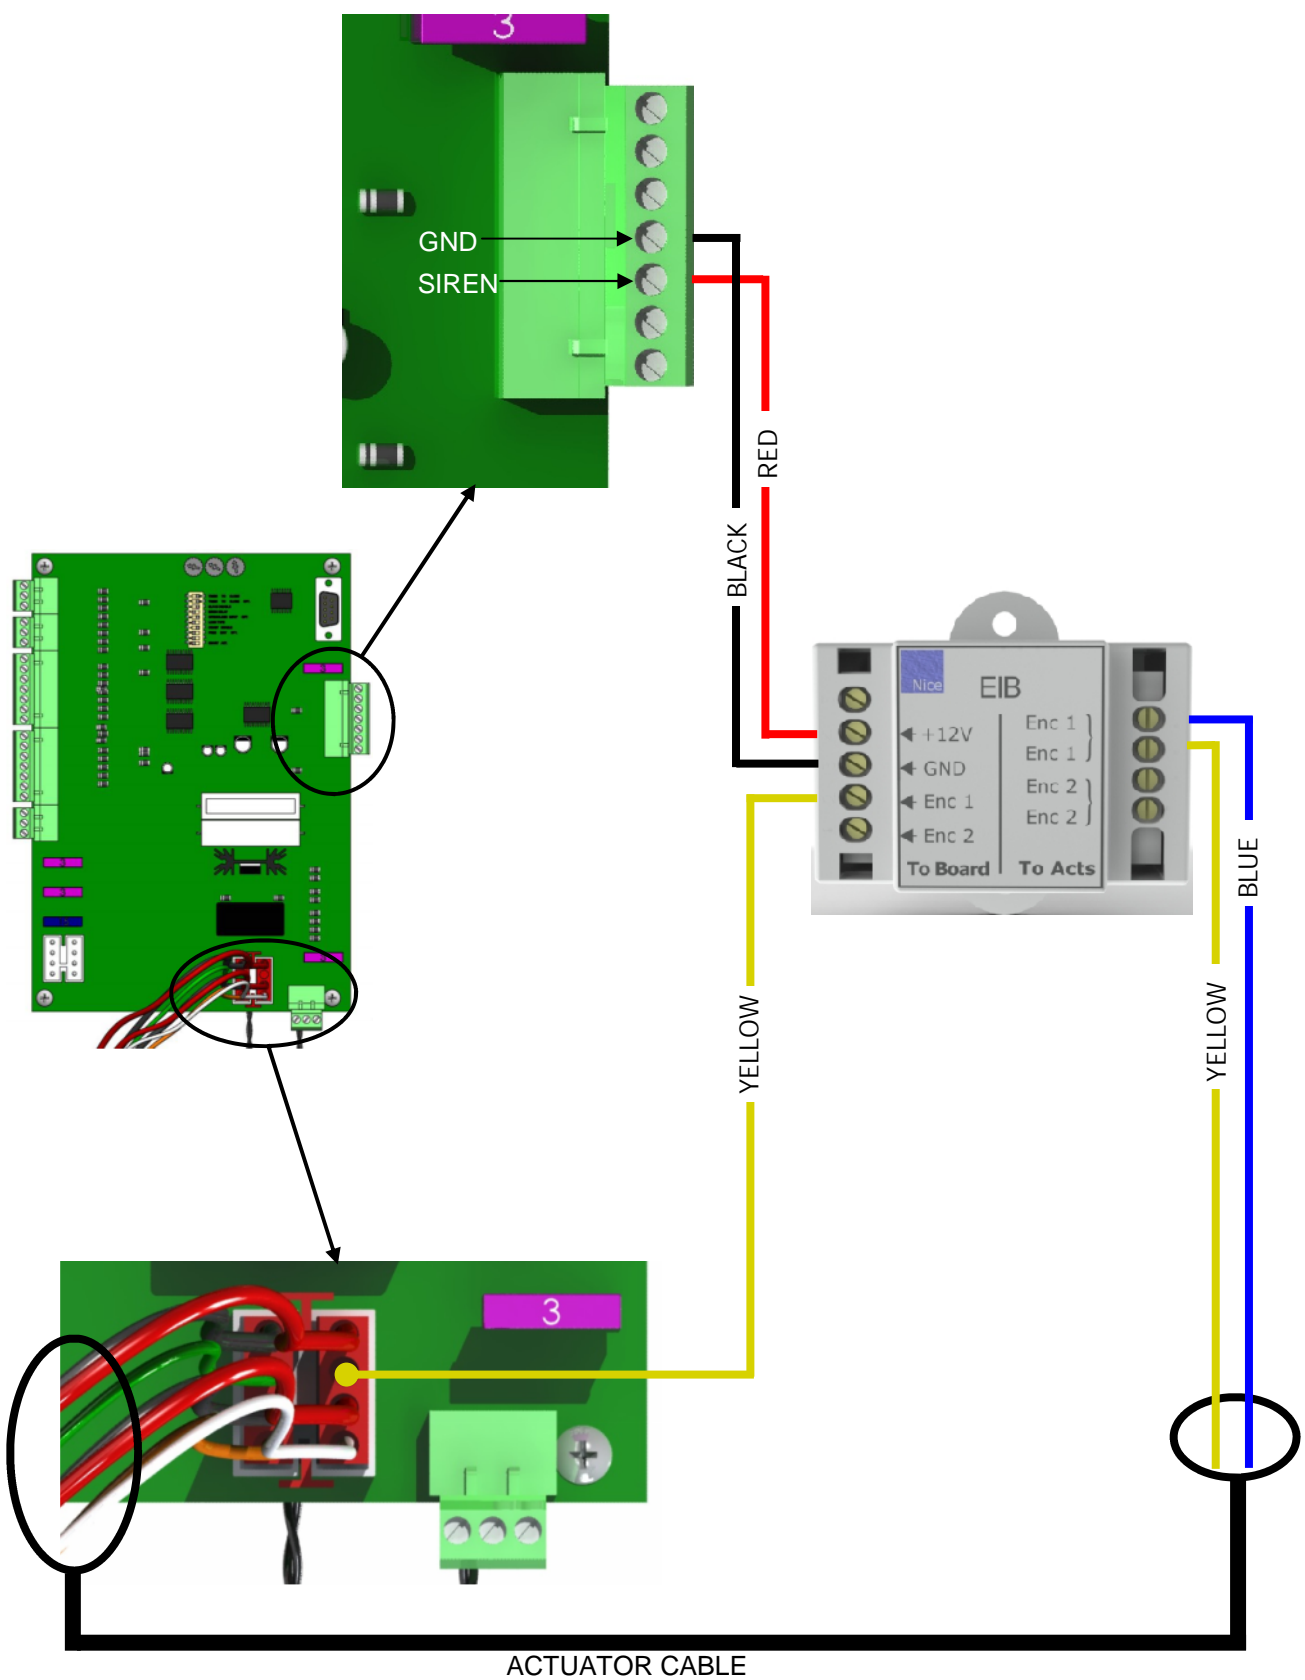 3
GND
SIREN
RED
BLACK
Nice
EIB
+12V
GND
Enc 1
Enc 2
To Board
Enc 1
Enc 1
Enc 2
Enc 2
To Acts
BLUE
YELLOW
YELLOW
3
ACTUATOR CABLE